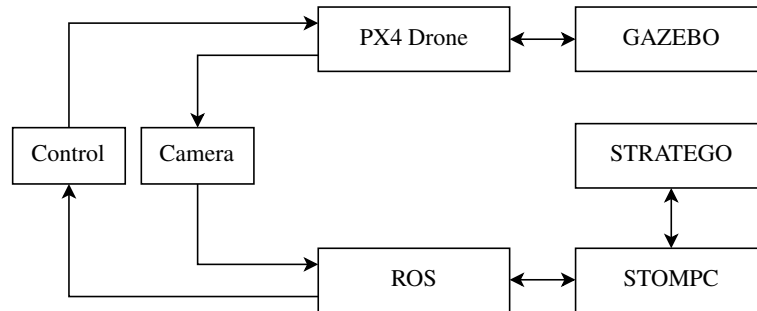 PX4 Drone
GAZEBO
Control
Camera
STRATEGO
ROS
STOMPC